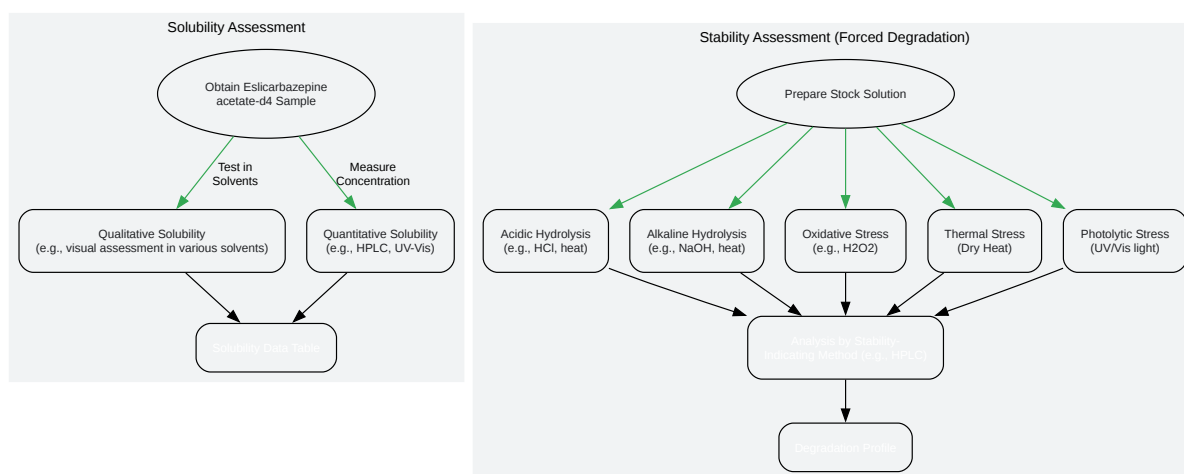 Solubility Assessment
Obtain Eslicarbazepine
acetate-d4 Sample
Test in
Solvents
Measure
Concentration
Qualitative Solubility
(e.g., visual assessment in various solvents)
Quantitative Solubility
(e.g., HPLC, UV-Vis)
Solubility Data Table
Stability Assessment (Forced Degradation)
Prepare Stock Solution
Acidic Hydrolysis
(e.g., HCl, heat)
Alkaline Hydrolysis
(e.g., NaOH, heat)
Oxidative Stress
(e.g., H2O2)
Thermal Stress
(Dry Heat)
Photolytic Stress
(UV/Vis light)
Analysis by Stability-
Indicating Method (e.g., HPLC)
Degradation Profile